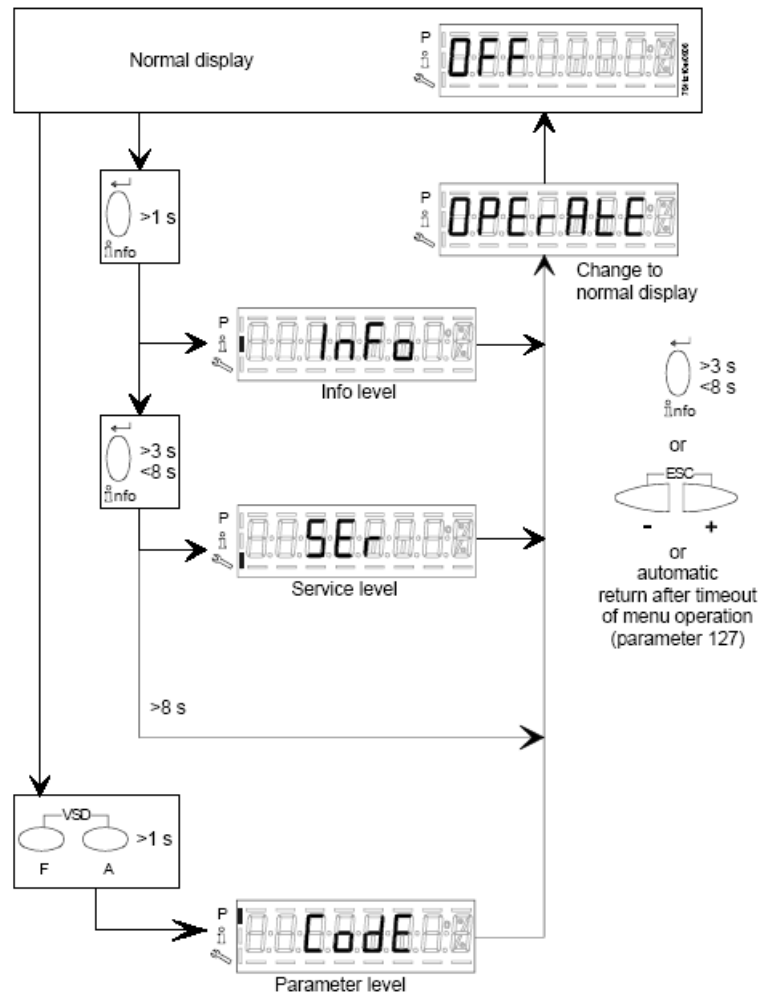 Normal display
P
OFF
>1 s
info
P
OPErAtE
Change to
normal display
P
InFo
Info level
>3 s
<8 s
info
>3 s
<8 s
info
or
ESC
- +
or
automatic
return after timeout
of menu operation
(parameter 127)
P
SEr
Service level
>8 s
VSD
>1 s
F A
P
CodE
Parameter level